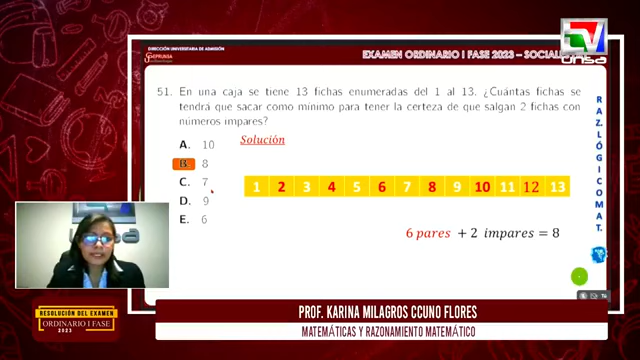 DIRECCIÓN UNIVERSITARIA DE ADMISIÓN
CEPRUNSA
EXAMEN ORDINARIO I FASE 2023 – SOCIALES
TV
UNSA
51. En una caja se tiene 13 fichas enumeradas del 1 al 13. ¿Cuántas fichas se
tendrá que sacar como mínimo para tener la certeza de que salgan 2 fichas con
números impares?
A. 10
B. 8
C. 7
D. 9
E. 6
Solución
1 2 3 4 5 6 7 8 9 10 11 12 13
6 pares + 2 impares = 8
RAZ. LÓGICO MAT.
RESOLUCIÓN DEL EXAMEN
ORDINARIO I FASE
2023
PROF. KARINA MILAGROS CCUNO FLORES
MATEMÁTICAS Y RAZONAMIENTO MATEMÁTICO